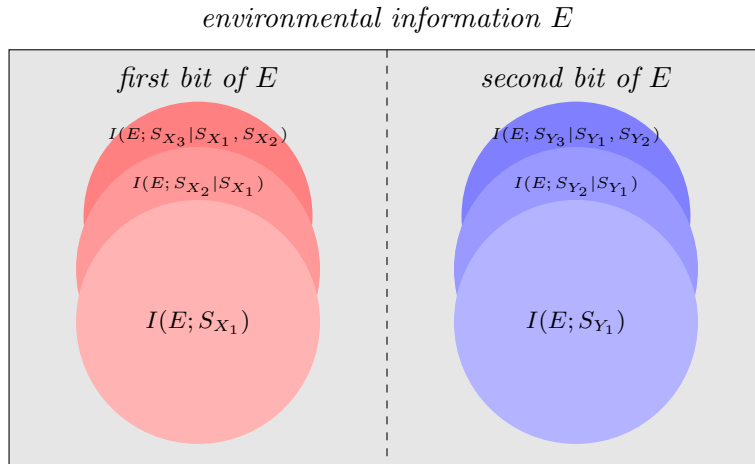 environmental information E
first bit of E
second bit of E
I(E; S_{X_3}|S_{X_1}, S_{X_2})
I(E; S_{Y_3}|S_{Y_1}, S_{Y_2})
I(E; S_{X_2}|S_{X_1})
I(E; S_{Y_2}|S_{Y_1})
I(E; S_{X_1})
I(E; S_{Y_1})